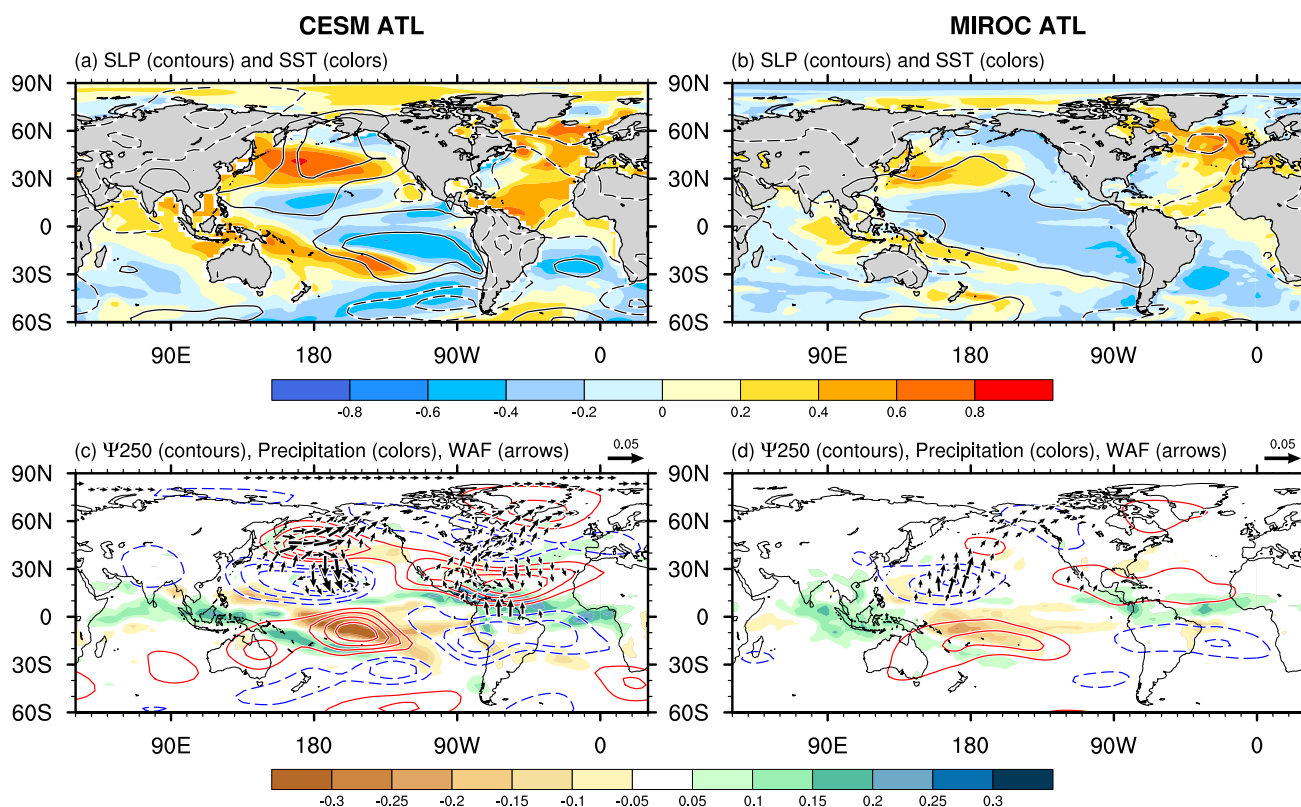 CESM ATL
MIROC ATL
(a) SLP (contours) and SST (colors)
(b) SLP (contours) and SST (colors)
90N
60N
30N
0
30S
60S
90E 180 90W 0
90N
60N
30N
0
30S
60S
90E 180 90W 0
-0.8 -0.6 -0.4 -0.2 0 0.2 0.4 0.6 0.8
(c) Ψ250 (contours), Precipitation (colors), WAF (arrows) 0.05
(d) Ψ250 (contours), Precipitation (colors), WAF (arrows) 0.05
90N
60N
30N
0
30S
60S
90E 180 90W 0
90N
60N
30N
0
30S
60S
90E 180 90W 0
-0.3 -0.25 -0.2 -0.15 -0.1 -0.05 0.05 0.1 0.15 0.2 0.25 0.3